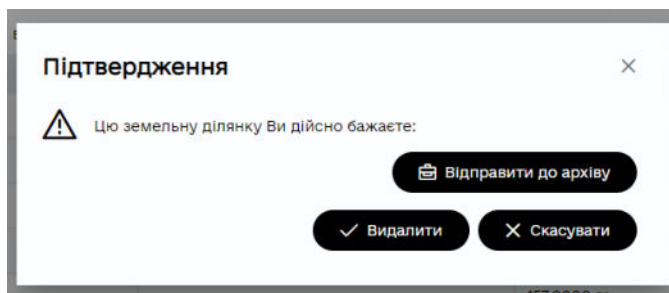 Підтвердження
Цю земельну ділянку Ви дійсно бажаєте:
Відправити до архіву
Видалити
Скасувати